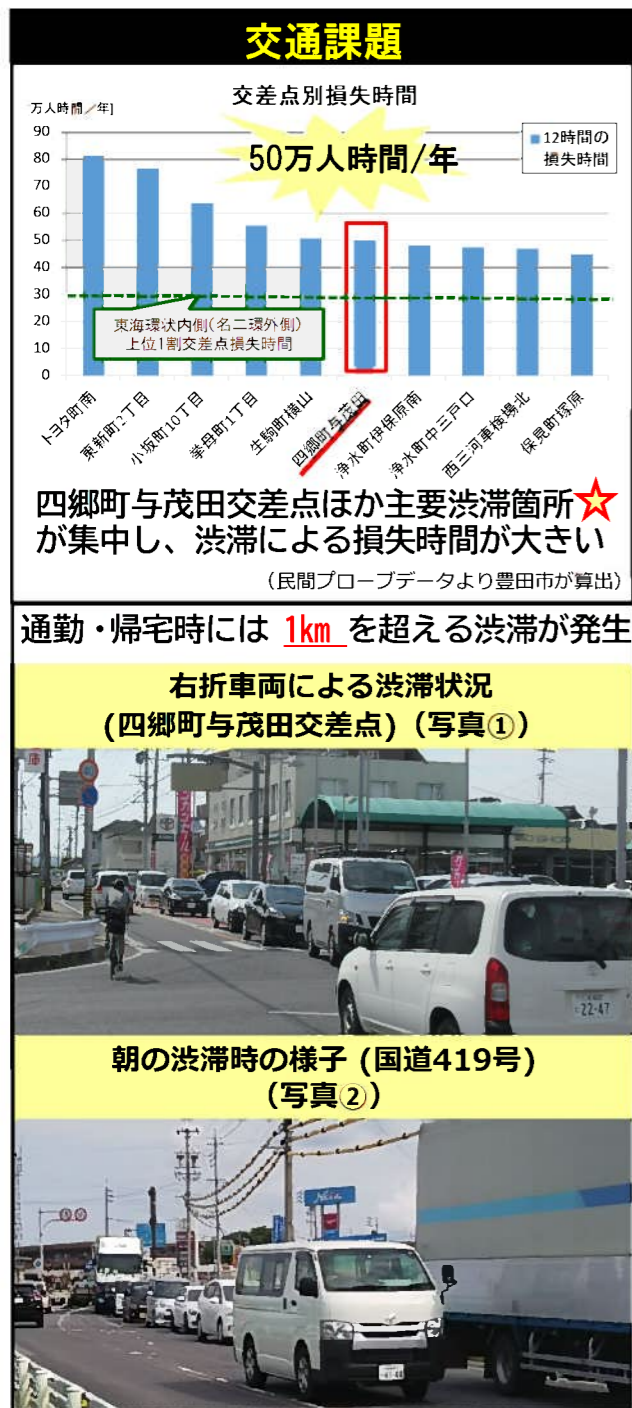 交通課題
交差点別損失時間
万人時間／年]
90
80
70
60
50
40
30
20
10
0
50万人時間/年
12時間の
損失時間
東海環状内側(名二環外側)
上位1割交差点損失時間
トヨタ町南
東新町2丁目
小坂町10丁目
挙母町1丁目
生駒町横山
四郷町与茂田
浄水町伊保原南
浄水町中三戸口
西三河車検場北
保見町塚原
四郷町与茂田交差点ほか主要渋滞箇所
が集中し、渋滞による損失時間が大きい
（民間プローブデータより豊田市が算出）
通勤・帰宅時には 1km を超える渋滞が発生
右折車両による渋滞状況
(四郷町与茂田交差点)（写真①）
22-47
朝の渋滞時の様子 (国道419号)
（写真②）